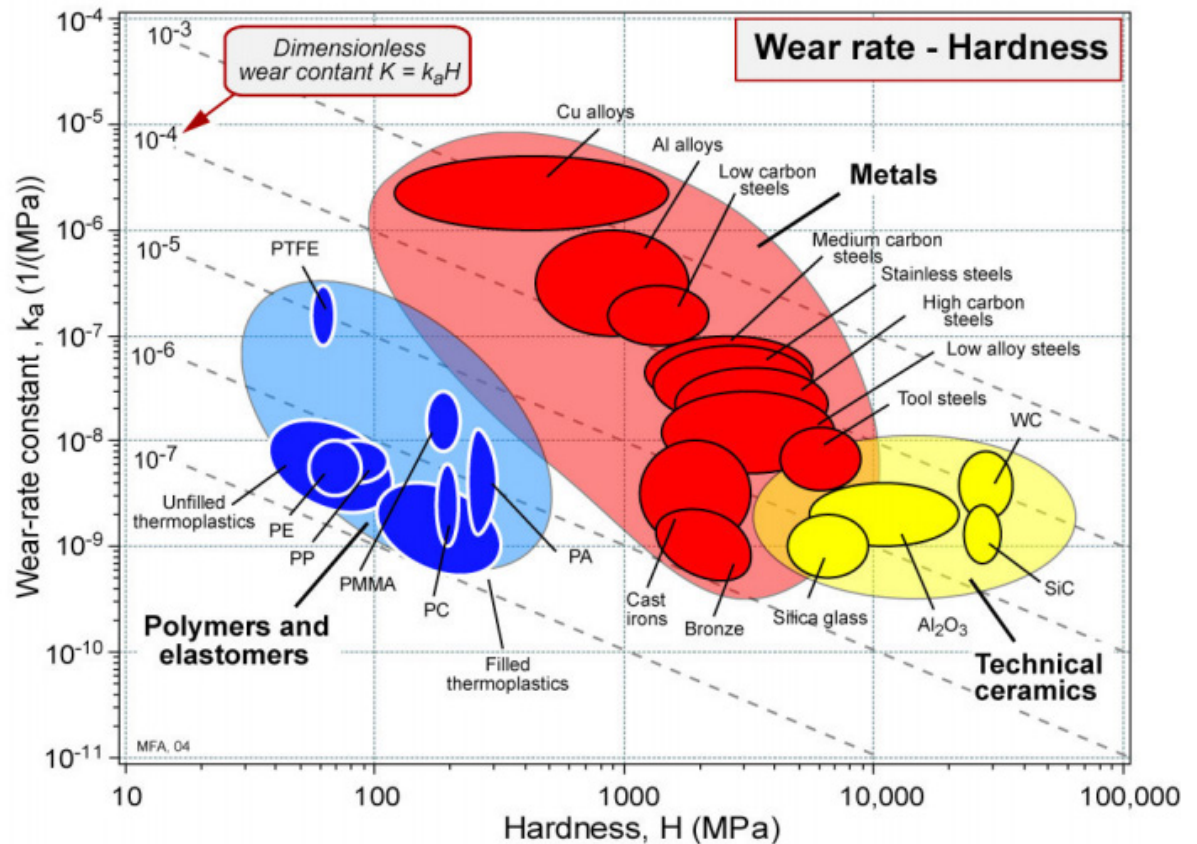 Wear rate - Hardness
Dimensionless
wear contant K = kₐH
10⁻³
10⁻⁴
10⁻⁵
10⁻⁶
10⁻⁷
Wear-rate constant , kₐ (1/(MPa))
10⁻⁴
10⁻⁵
10⁻⁶
10⁻⁷
10⁻⁸
10⁻⁹
10⁻¹⁰
10⁻¹¹
Cu alloys
Al alloys
Low carbon
steels
Metals
Medium carbon
steels
Stainless steels
High carbon
steels
Low alloy steels
Tool steels
WC
PTFE
Unfilled
thermoplastics
PE
PP
PMMA
PC
PA
Polymers and
elastomers
Filled
thermoplastics
Cast
irons
Bronze
Silica glass
Al₂O₃
SiC
Technical
ceramics
MFA, 04
10
100
1000
10,000
100,000
Hardness, H (MPa)